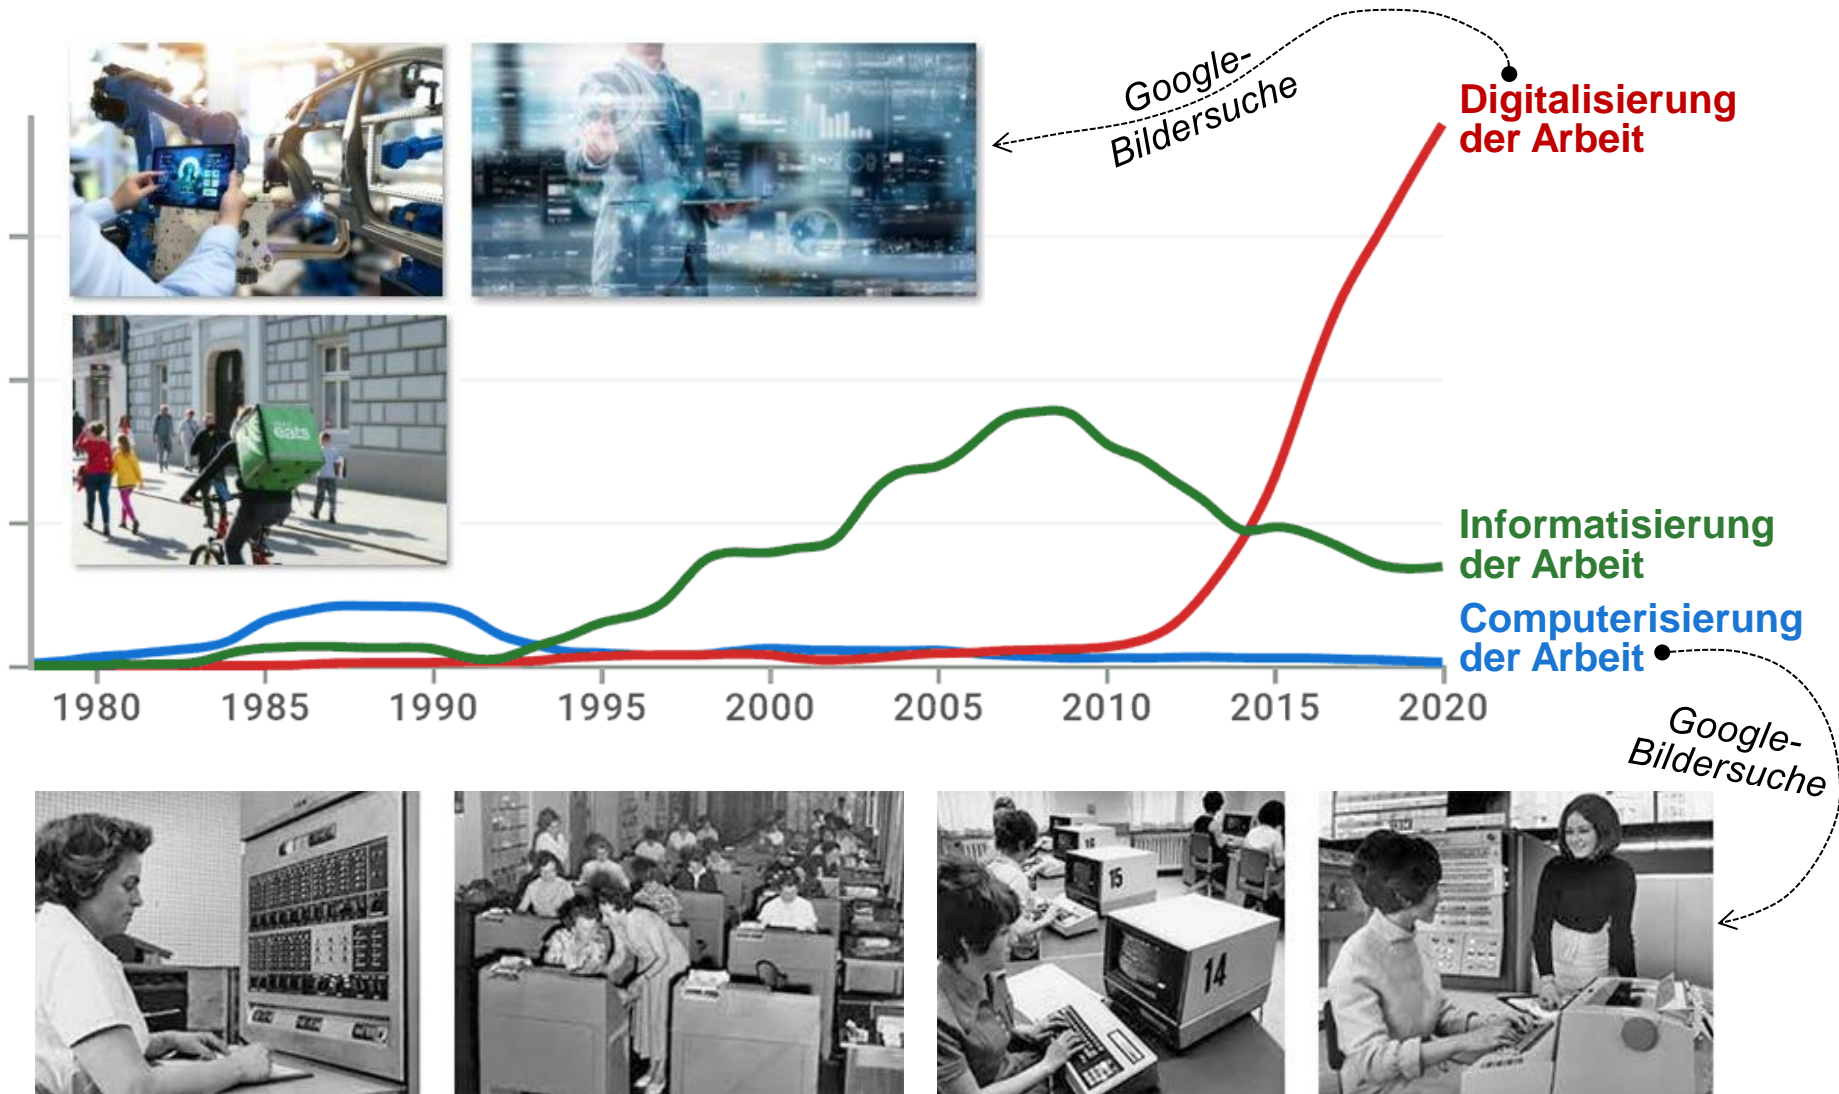 Google-
Bildersuche
Digitalisierung
der Arbeit
eats
Informatisierung
der Arbeit
Computerisierung
der Arbeit
1980 1985 1990 1995 2000 2005 2010 2015 2020
Google-
Bildersuche
16
15
14